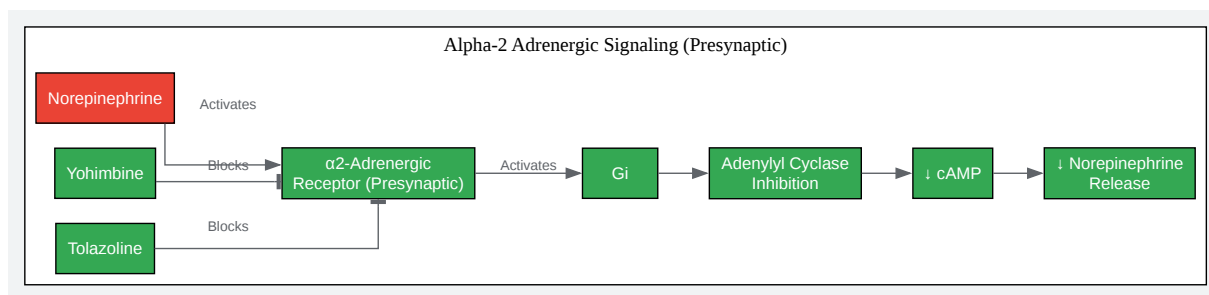 Alpha-2 Adrenergic Signaling (Presynaptic)
Norepinephrine
Activates
Yohimbine
Blocks
α2-Adrenergic
Receptor (Presynaptic)
Activates
Gi
Adenylyl Cyclase
Inhibition
↓ cAMP
↓ Norepinephrine
Release
Tolazoline
Blocks